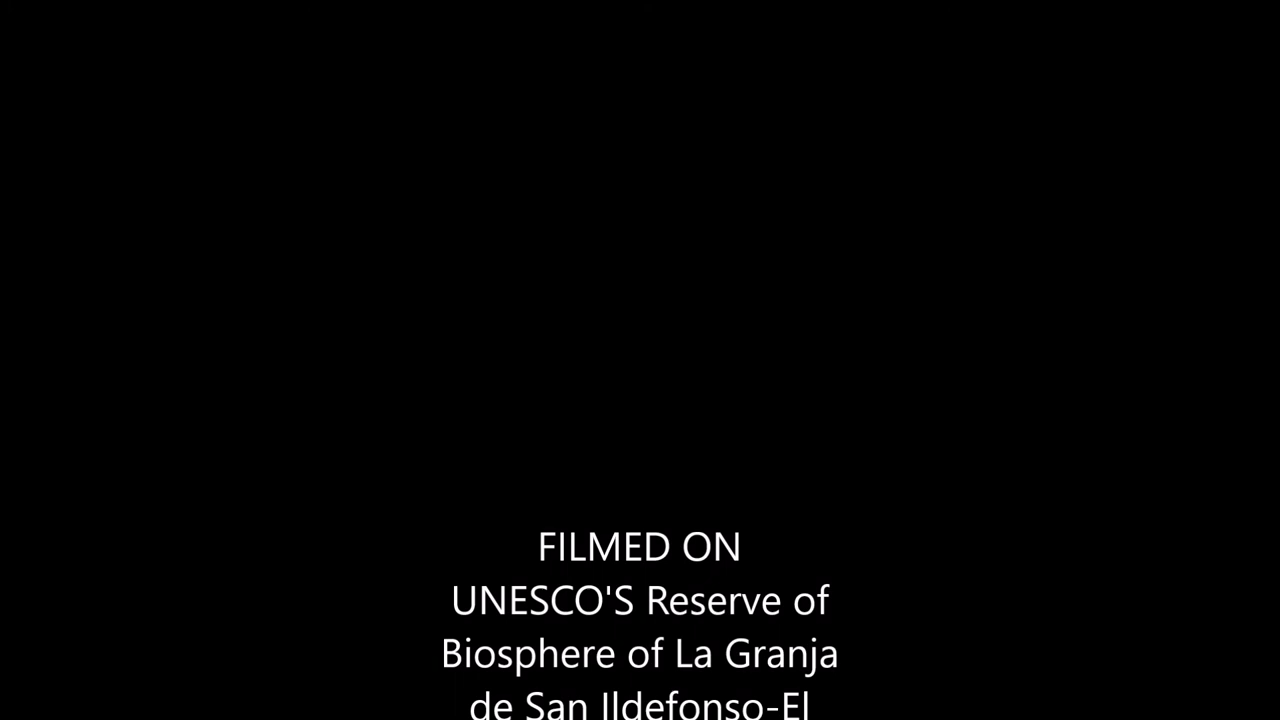 FILMED ON
UNESCO'S Reserve of
Biosphere of La Granja
de San Ildefonso-El